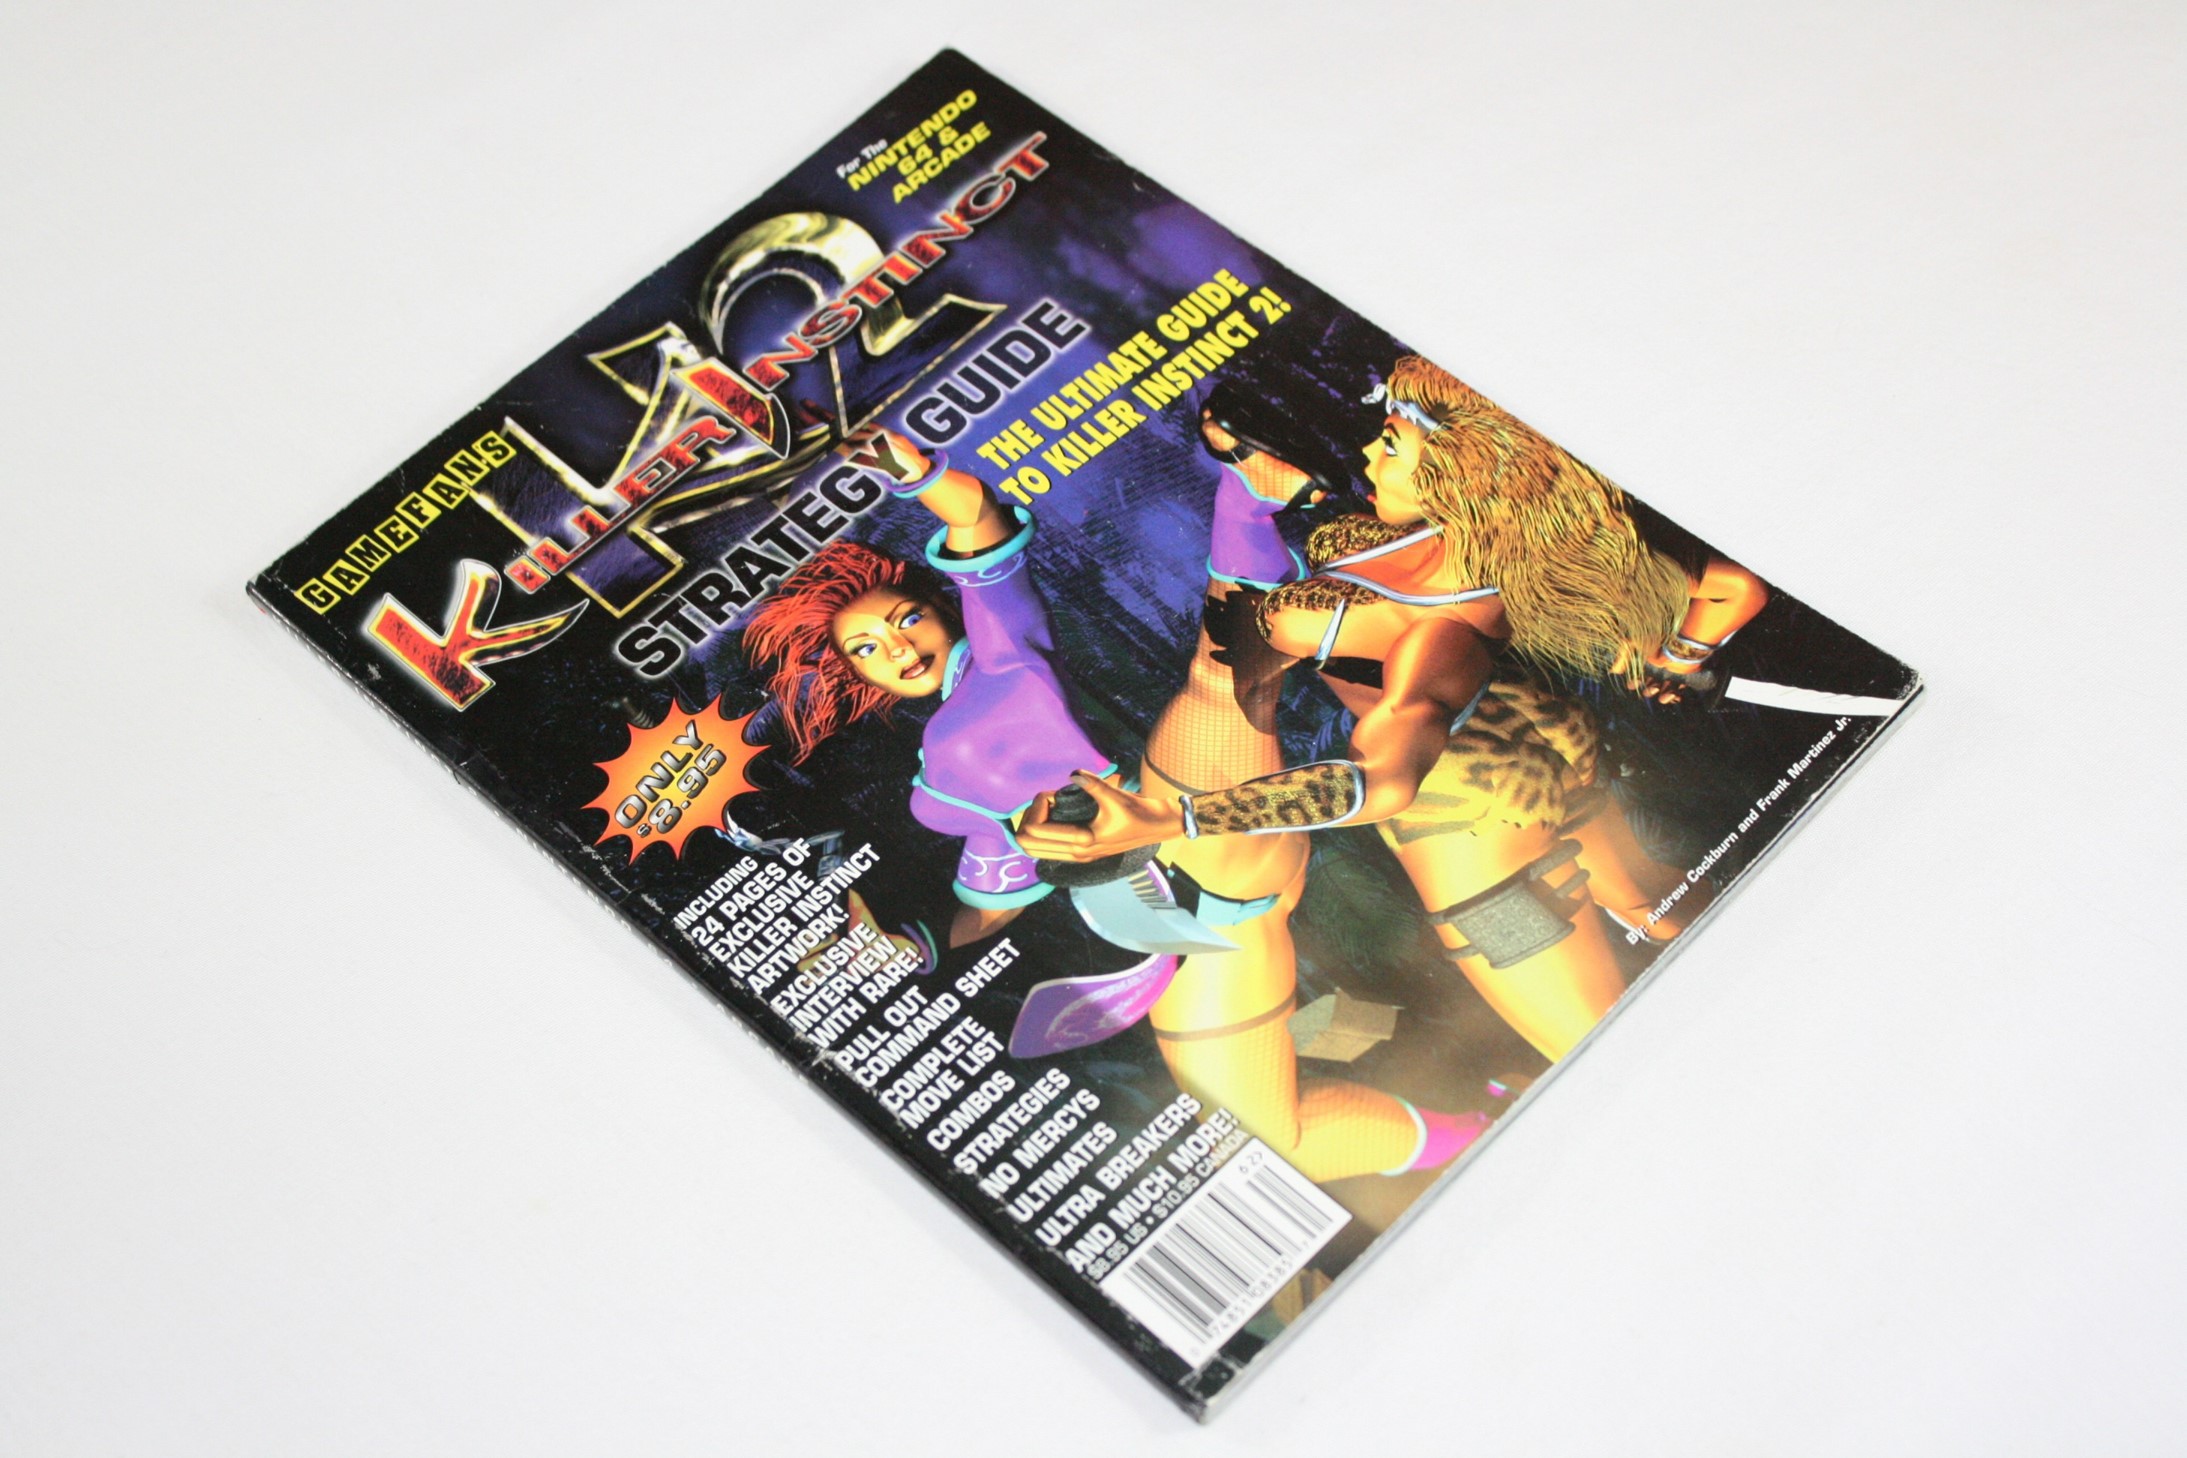 For The
NINTENDO
64 &
ARCADE
GAMEFANS
KI2
KILLER INSTINCT
STRATEGY GUIDE
THE ULTIMATE GUIDE
TO KILLER INSTINCT 2!
ONLY
$8.95
INCLUDING
24 PAGES OF
EXCLUSIVE
KILLER INSTINCT
ARTWORK!
EXCLUSIVE
INTERVIEW
WITH RARE!
PULL OUT
COMMAND SHEET
COMPLETE
MOVE LIST
COMBOS
STRATEGIES
NO MERCYS
ULTIMATES
ULTRA BREAKERS
AND MUCH MORE!
$8.95 US • $10.95 CANADA
By: Andrew Cockburn and Frank Martinez Jr.